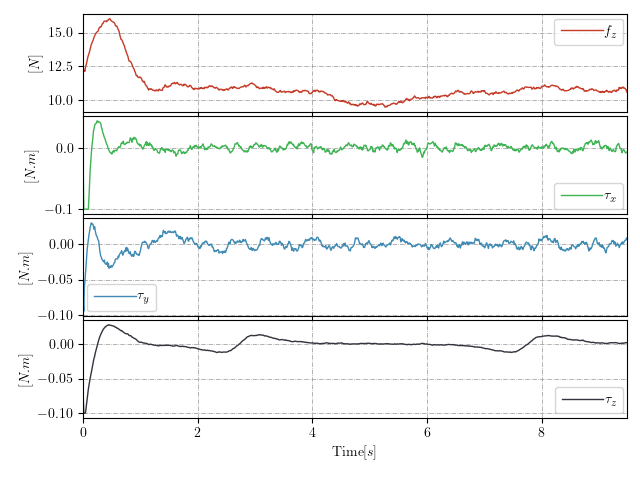 15.0
12.5
10.0
[N]
f_z
0.0
−0.1
[N.m]
τ_x
0.00
−0.05
−0.10
[N.m]
τ_y
0.00
−0.05
−0.10
[N.m]
τ_z
0 2 4 6 8
Time[s]